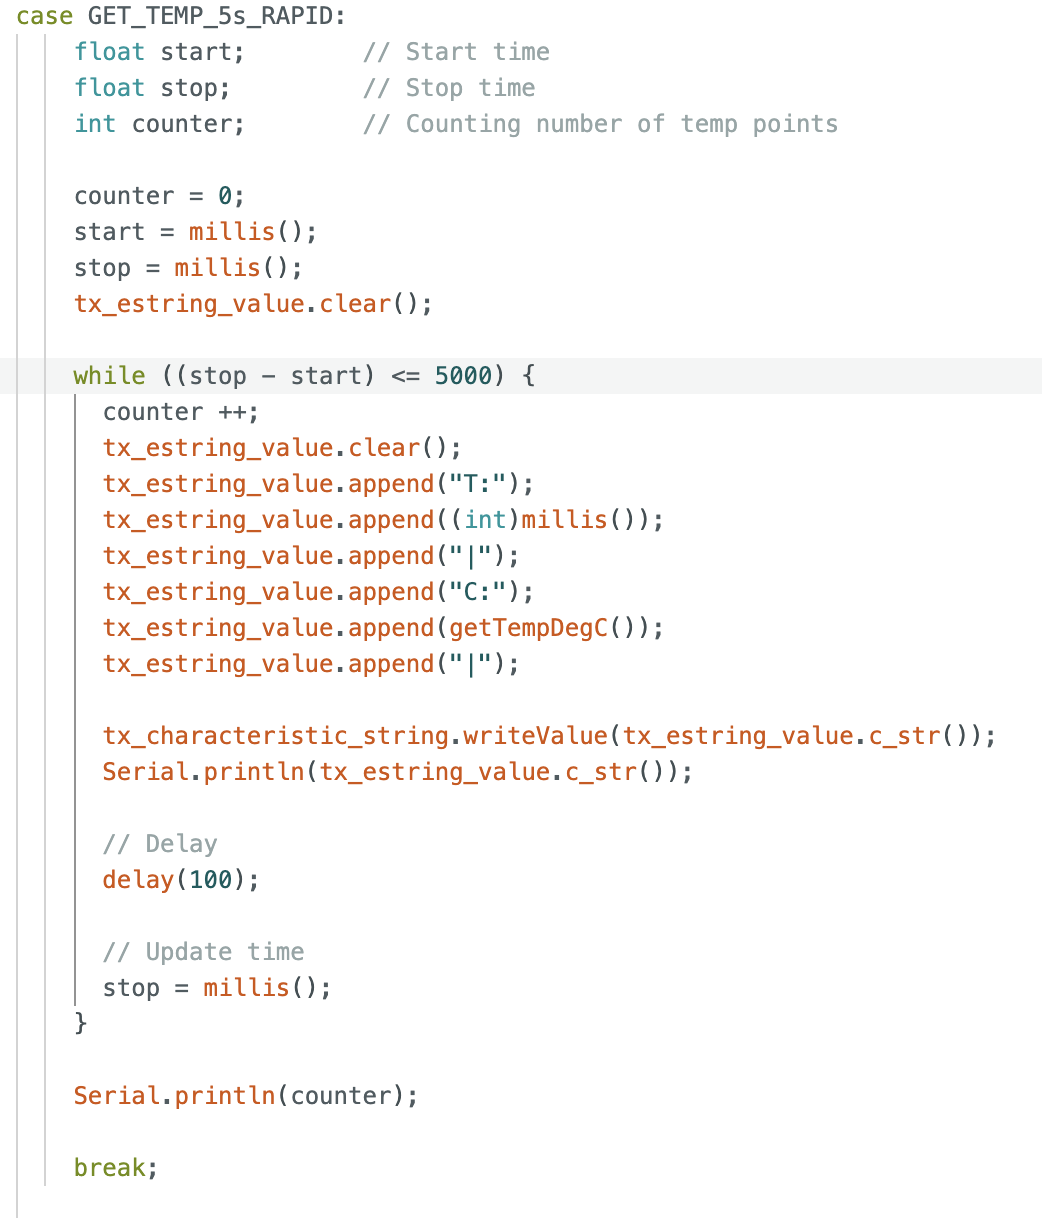 case GET_TEMP_5s_RAPID:
float start;        // Start time
float stop;         // Stop time
int counter;        // Counting number of temp points
counter = 0;
start = millis();
stop = millis();
tx_estring_value.clear();
while ((stop - start) <= 5000) {
counter ++;
tx_estring_value.clear();
tx_estring_value.append("T:");
tx_estring_value.append((int)millis());
tx_estring_value.append("|");
tx_estring_value.append("C:");
tx_estring_value.append(getTempDegC());
tx_estring_value.append("|");
tx_characteristic_string.writeValue(tx_estring_value.c_str());
Serial.println(tx_estring_value.c_str());
// Delay
delay(100);
// Update time
stop = millis();
}
Serial.println(counter);
break;